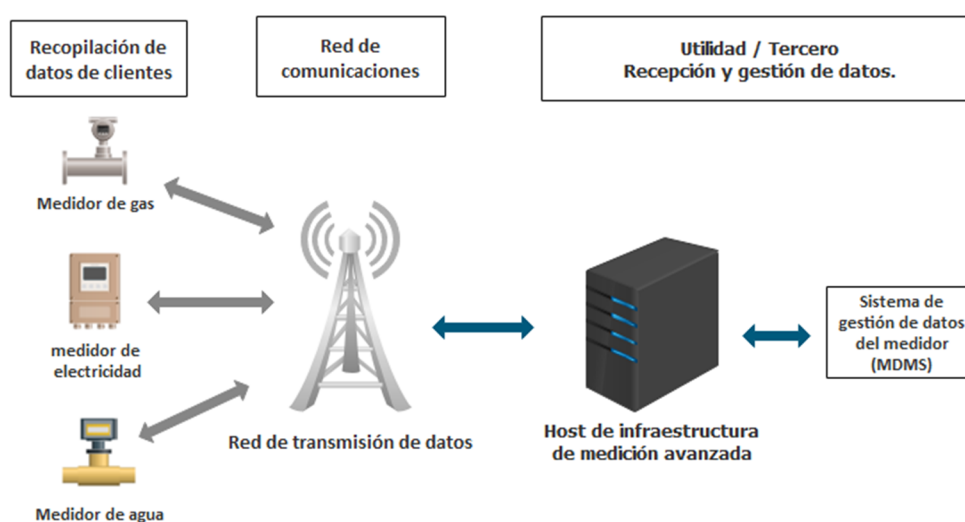 Recopilación de
datos de clientes
Red de
comunicaciones
Utilidad / Tercero
Recepción y gestión de datos.
Medidor de gas
medidor de
electricidad
Medidor de agua
Red de transmisión de datos
Host de infraestructura
de medición avanzada
Sistema de
gestión de datos
del medidor
(MDMS)